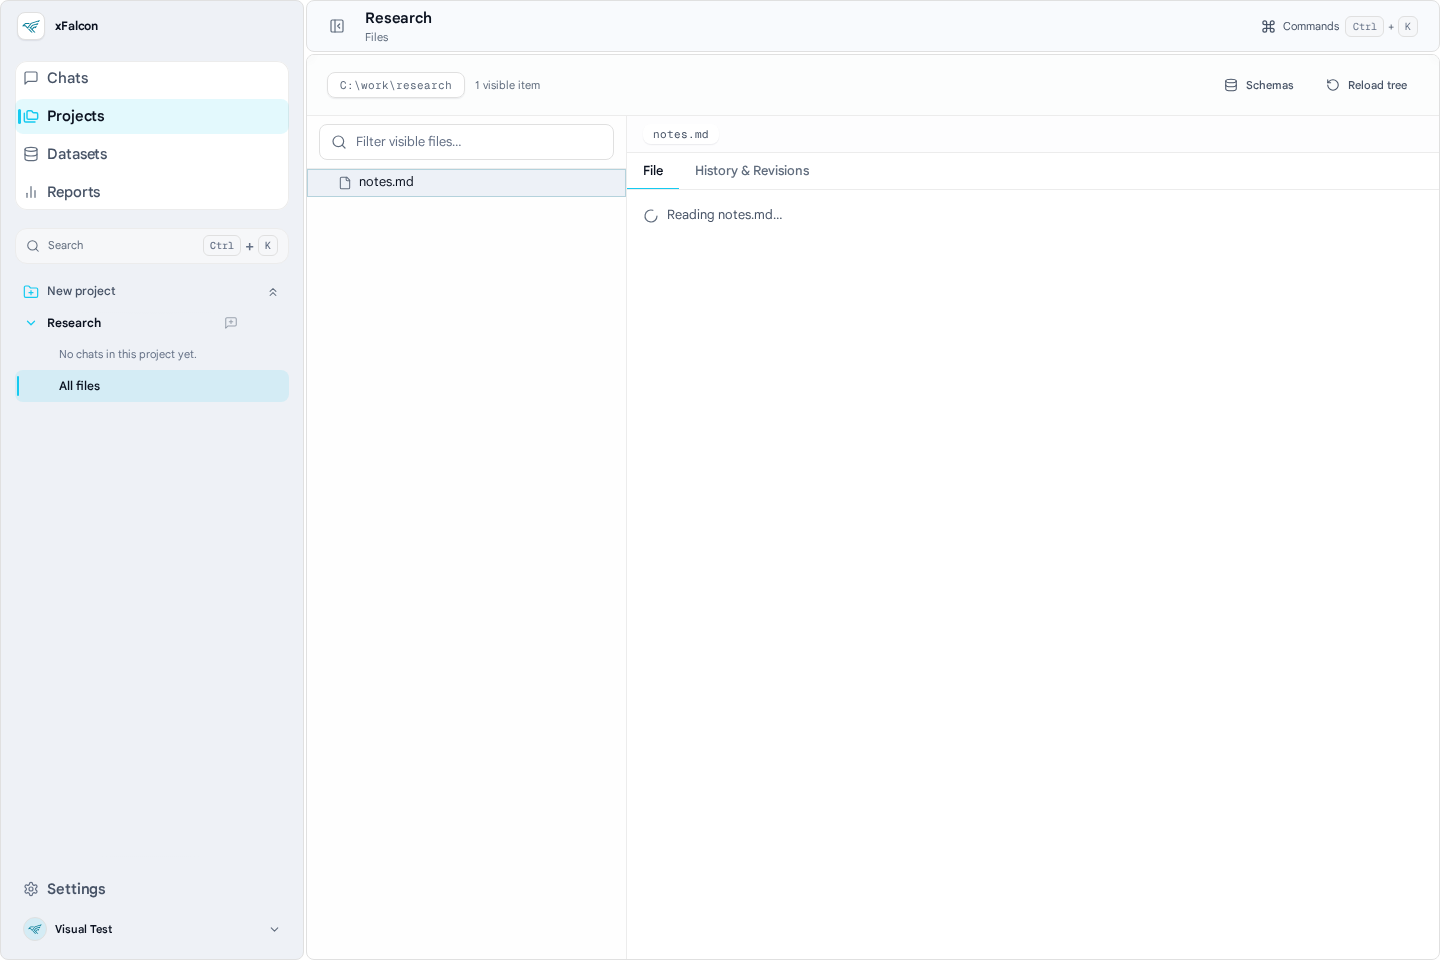 xFalcon
Chats
Projects
Datasets
Reports
Search Ctrl + K
New project
Research
No chats in this project yet.
All files
Settings
Visual Test
Research
Files
Commands Ctrl + K
C:\work\research 1 visible item
Schemas Reload tree
Filter visible files...
notes.md
notes.md
File History & Revisions
Reading notes.md...